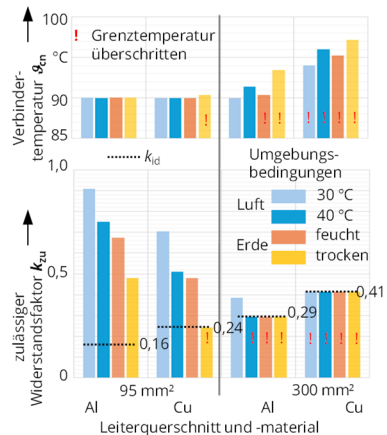 100
°C
90
85
Verbinder-
temperatur ϑcn
! Grenztemperatur
überschritten
!
! !
! ! ! !
kid
Umgebungs-
bedingungen
Luft
30 °C
40 °C
Erde
feucht
trocken
1,0
0,5
0
zulässiger
Widerstandsfaktor kzu
0,16
0,24
0,29
0,41
!
! ! !
! ! ! !
95 mm² 300 mm²
Al Cu Al Cu
Leiterquerschnitt und -material